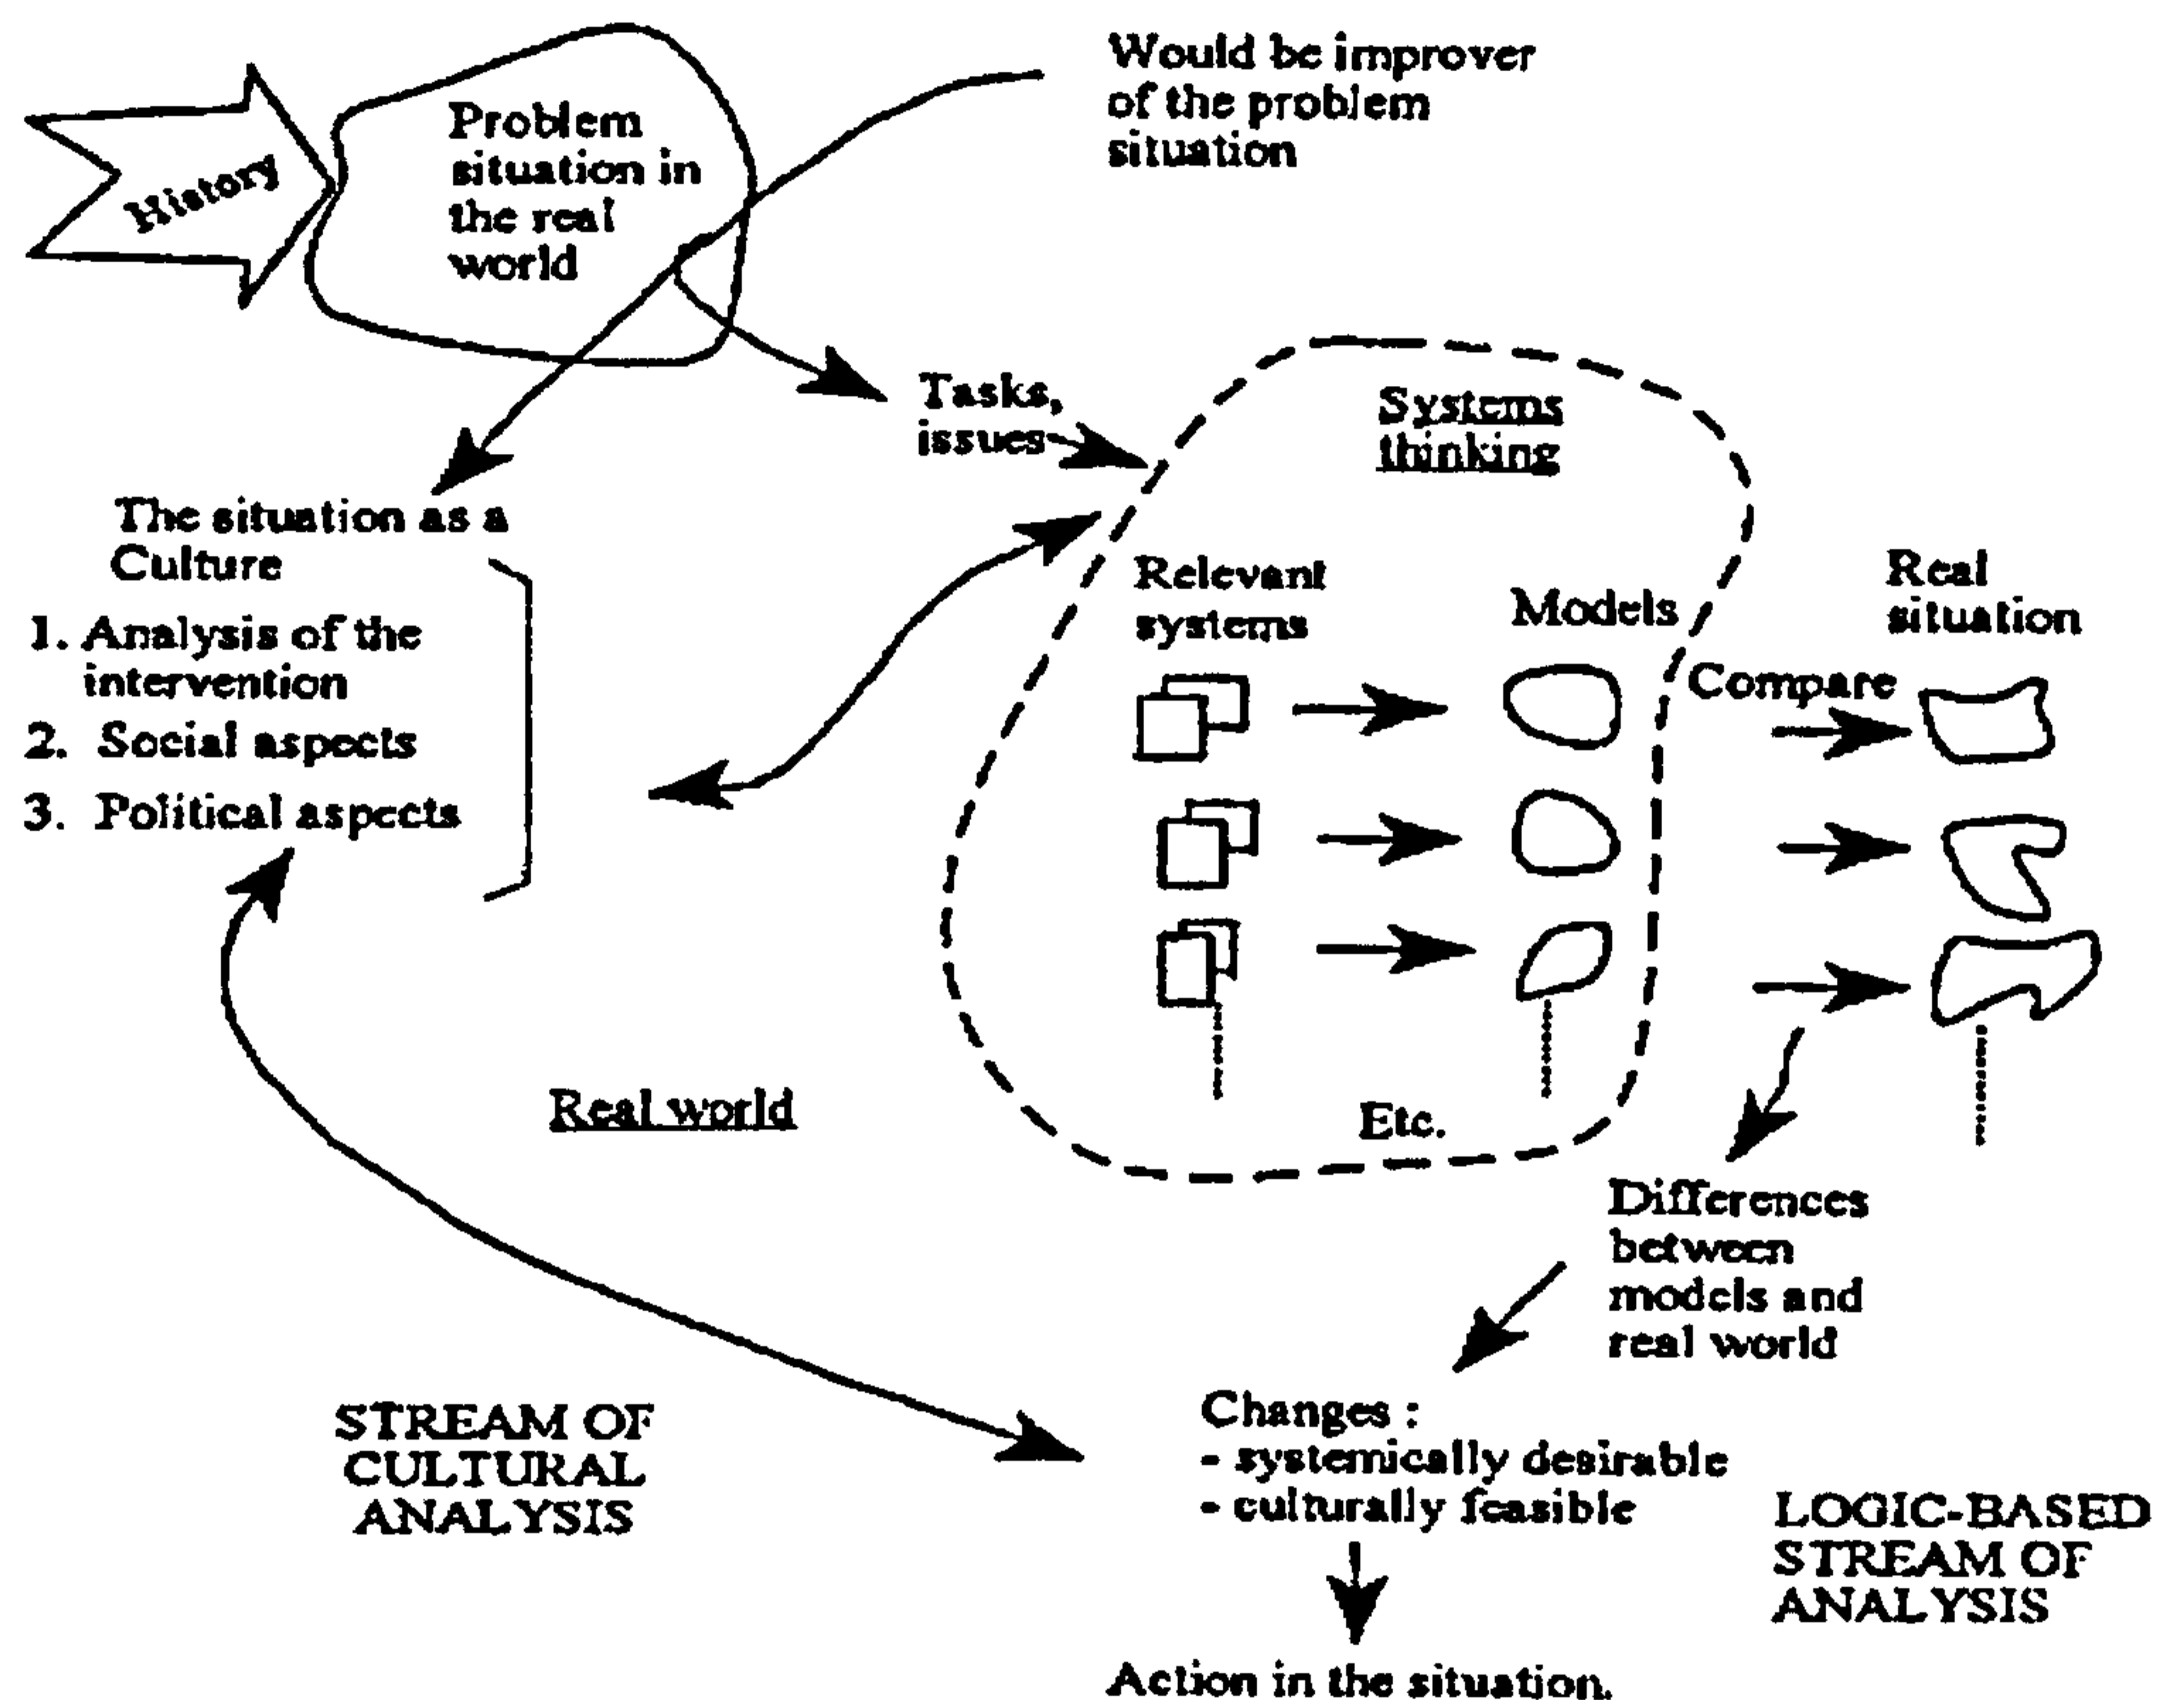 Would be improver
of the problem
situation
History
Problem
situation in
the real
world
Tasks,
issues
Systems
thinking
The situation as a
Culture
1. Analysis of the
intervention
2. Social aspects
3. Political aspects
Relevant
systems
Models
Real
situation
Compare
Real world
Etc.
Differences
between
models and
real world
Changes :
- systemically desirable
- culturally feasible
STREAM OF
CULTURAL
ANALYSIS
LOGIC-BASED
STREAM OF
ANALYSIS
Action in the situation.